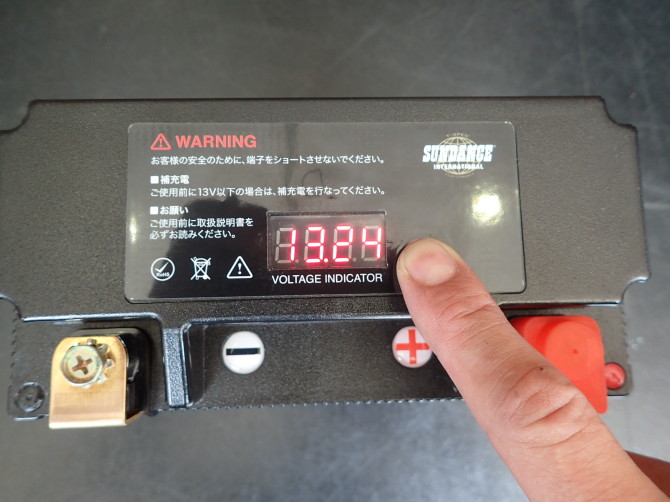 WARNING
お客様の安全のために、端子をショートさせないでください。
■補充電
ご使用前に13V以下の場合は、補充電を行なってください。
■お願い
ご使用前に取扱説明書を
必ずお読みください。
SUNDANCE
INTERNATIONAL
13.24
RoHS
VOLTAGE INDICATOR